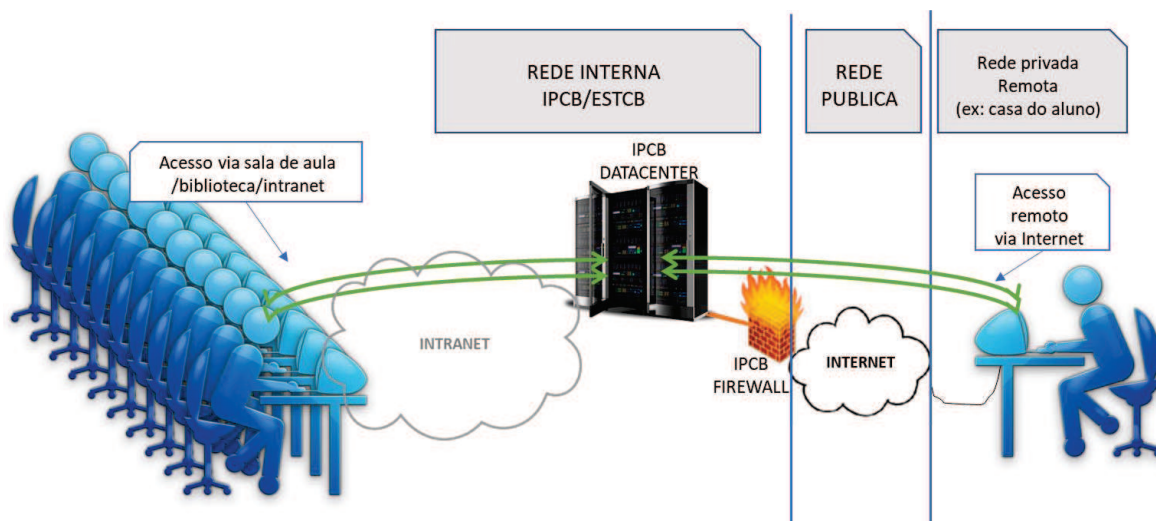 REDE INTERNA
IPCB/ESTCB
REDE
PUBLICA
Rede privada
Remota
(ex: casa do aluno)
Acesso via sala de aula
/biblioteca/intranet
IPCB
DATACENTER
Acesso
remoto
via Internet
INTRANET
IPCB
FIREWALL
INTERNET